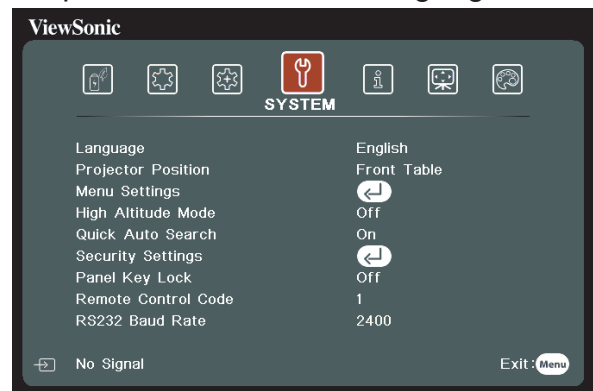 ViewSonic
SYSTEM
Language English
Projector Position Front Table
Menu Settings
High Altitude Mode Off
Quick Auto Search On
Security Settings
Panel Key Lock Off
Remote Control Code 1
RS232 Baud Rate 2400
No Signal Exit: Menu